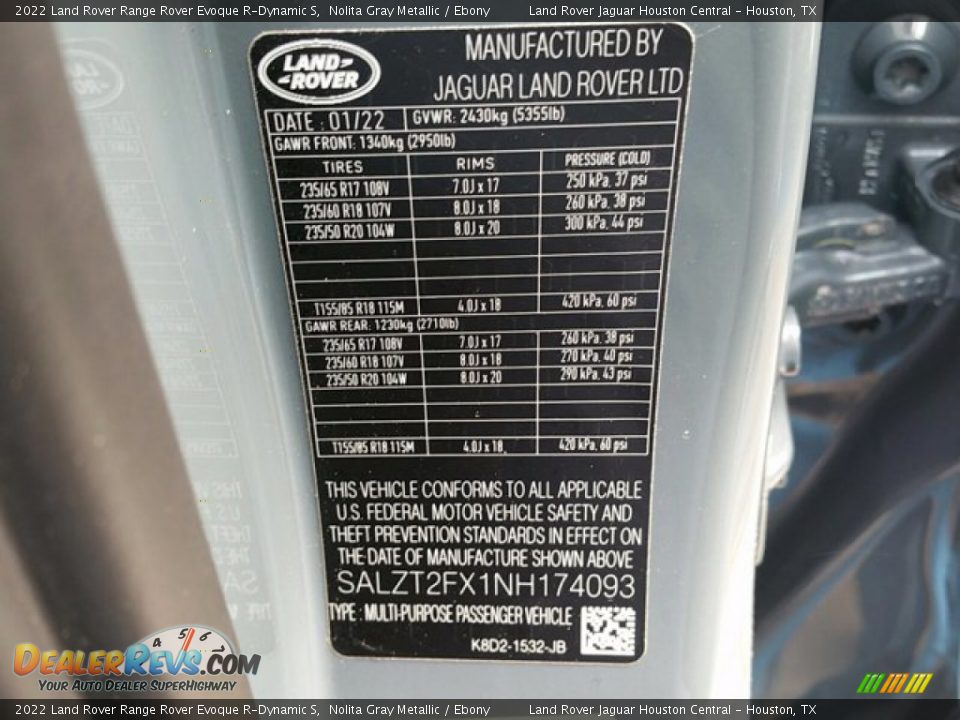 2022 Land Rover Range Rover Evoque R-Dynamic S, Nolita Gray Metallic / Ebony Land Rover Jaguar Houston Central - Houston, TX
LAND-
-ROVER
MANUFACTURED BY
JAGUAR LAND ROVER LTD
DATE : 01/22 GVWR: 2430kg (5355lb)
GAWR FRONT: 1340kg (2950lb)
TIRES RIMS PRESSURE (COLD)
235/65 R17 108V 7.0J x 17 250 kPa, 37 psi
235/60 R18 107V 8.0J x 18 260 kPa, 38 psi
235/50 R20 104W 8.0J x 20 300 kPa, 44 psi
T155/85 R18 115M 4.0J x 18 420 kPa, 60 psi
GAWR REAR: 1230kg (2710lb)
235/65 R17 108V 7.0J x 17 260 kPa, 38 psi
235/60 R18 107V 8.0J x 18 270 kPa, 40 psi
235/50 R20 104W 8.0J x 20 290 kPa, 43 psi
T155/85 R18 115M 4.0J x 18 420 kPa, 60 psi
THIS VEHICLE CONFORMS TO ALL APPLICABLE
U.S. FEDERAL MOTOR VEHICLE SAFETY AND
THEFT PREVENTION STANDARDS IN EFFECT ON
THE DATE OF MANUFACTURE SHOWN ABOVE
SALZT2FX1NH174093
TYPE : MULTI-PURPOSE PASSENGER VEHICLE
K8D2-1532-JB
4 5 6
DEALERREVS.COM
YOUR AUTO DEALER SUPERHIGHWAY
2022 Land Rover Range Rover Evoque R-Dynamic S, Nolita Gray Metallic / Ebony Land Rover Jaguar Houston Central - Houston, TX